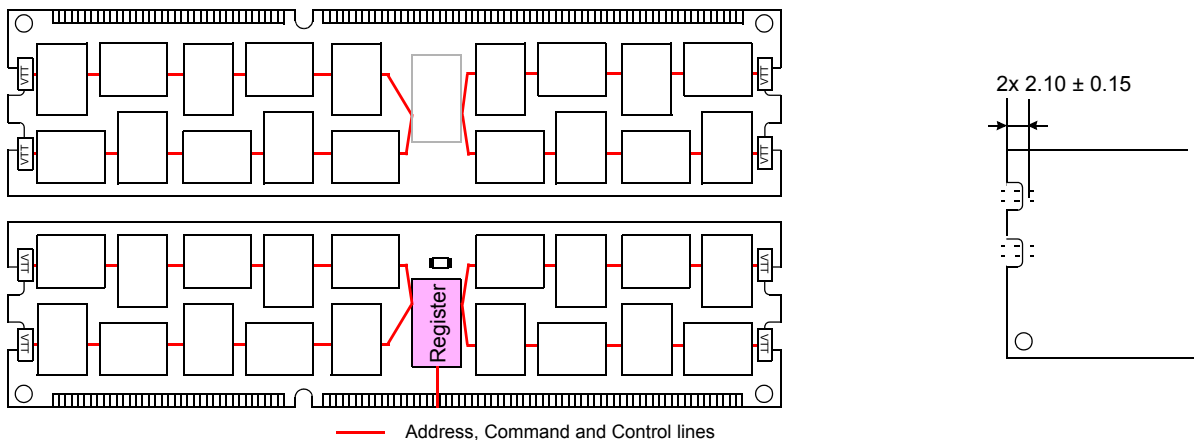 VTT
VTT
VTT
VTT
2x 2.10 ± 0.15
VTT
VTT
Register
VTT
VTT
Address, Command and Control lines